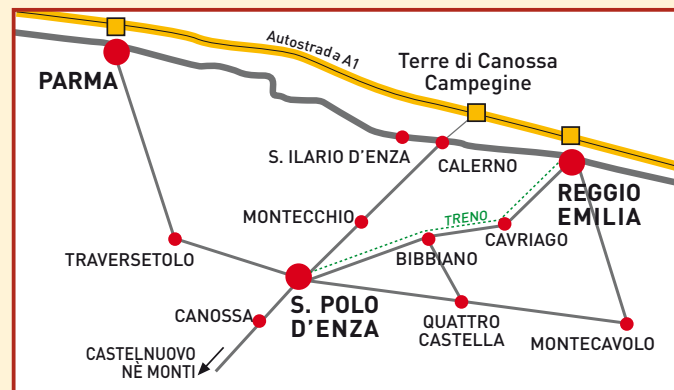 Autostrada A1
Terre di Canossa
Campegine
PARMA
S. ILARIO D'ENZA
CALERNO
REGGIO
EMILIA
MONTECCHIO
TRENO
CAVRIAGO
BIBBIANO
TRAVERSETOLO
S. POLO
D'ENZA
CANOSSA
QUATTRO
CASTELLA
MONTECAVOLO
CASTELNUOVO
NÈ MONTI